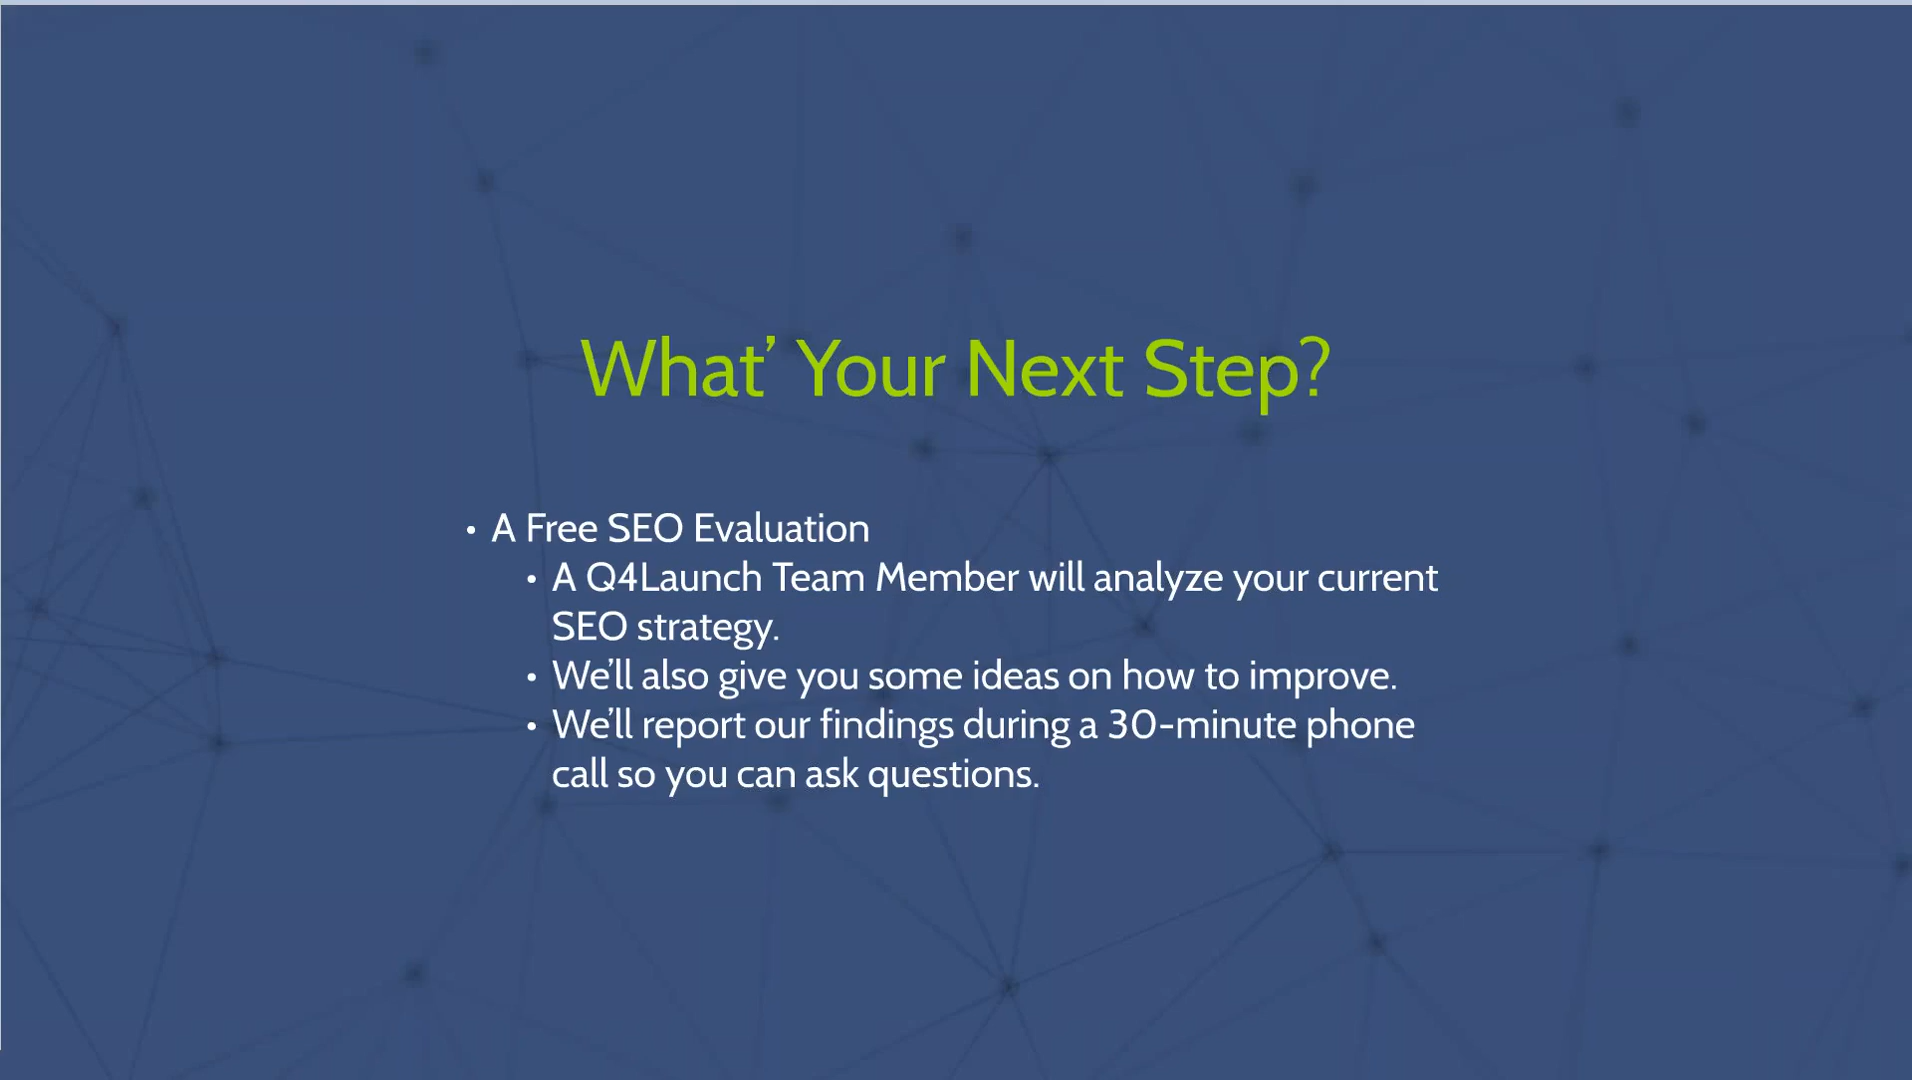 What’ Your Next Step?
• A Free SEO Evaluation
• A Q4Launch Team Member will analyze your current
SEO strategy.
• We’ll also give you some ideas on how to improve.
• We’ll report our findings during a 30-minute phone
call so you can ask questions.